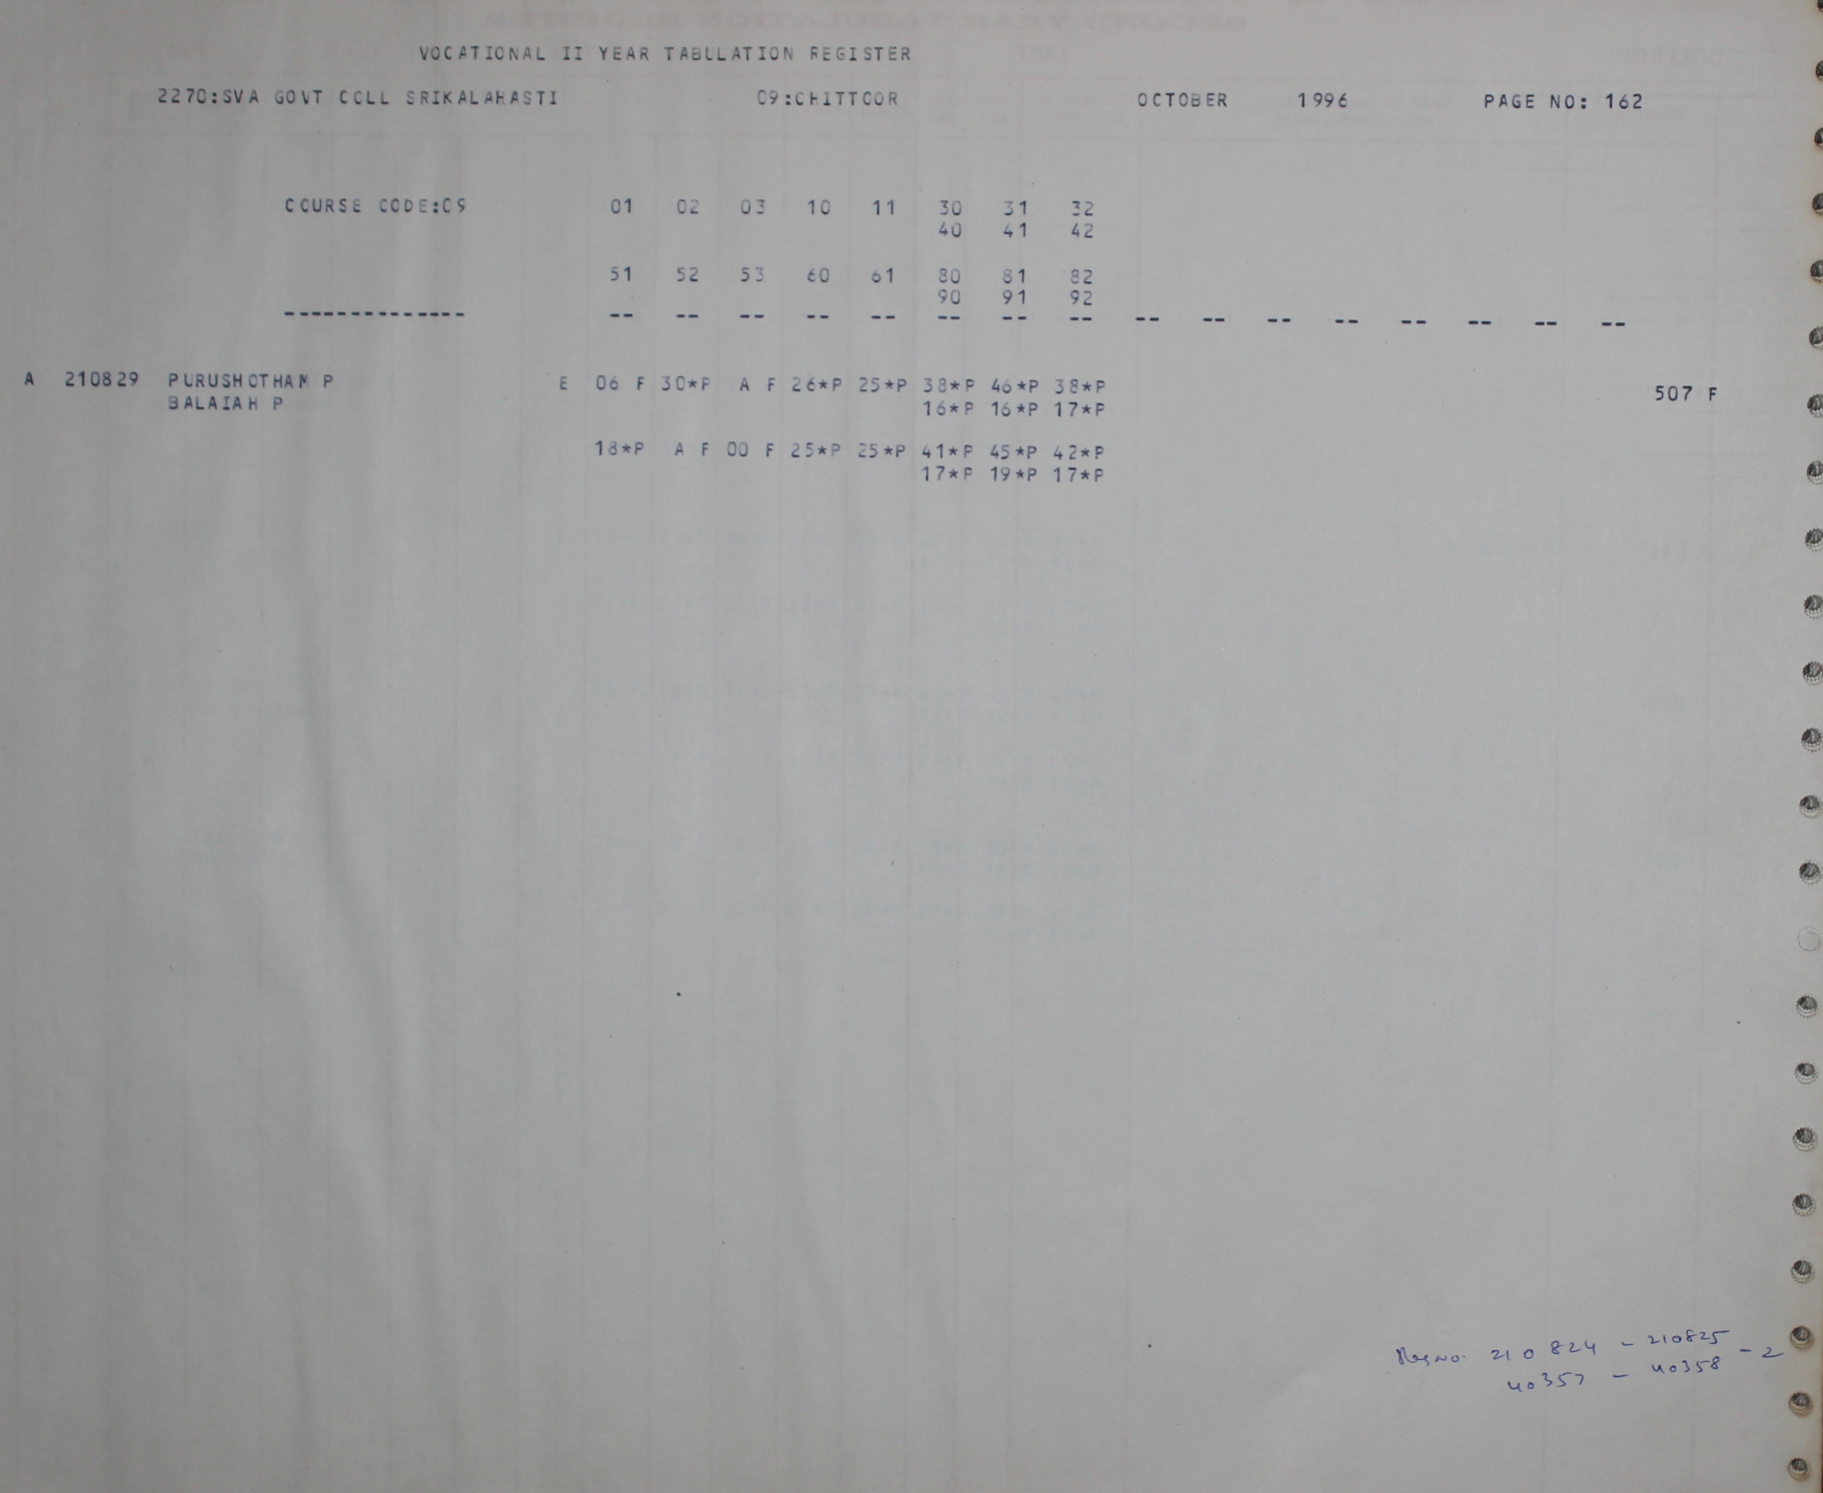 VOCATIONAL II YEAR TABULATION REGISTER
2270:SVA GOVT COLL SRIKALAHASTI 09:CHITTOOR OCTOBER 1996 PAGE NO: 162
COURSE CODE:09 01 02 03 10 11 30 31 32
40 41 42
51 52 53 60 61 80 81 82
90 91 92
-------------- -- -- -- -- -- -- -- -- -- -- -- -- -- -- -- --
A 210829 PURUSHOTHAM P E 06 F 30*P A F 26*P 25*P 38*P 46*P 38*P 507 F
BALAIAH P 16*P 16*P 17*P
18*P A F 00 F 25*P 25*P 41*P 45*P 42*P
17*P 19*P 17*P
210824 - 210825
40357 - 40358 - 2